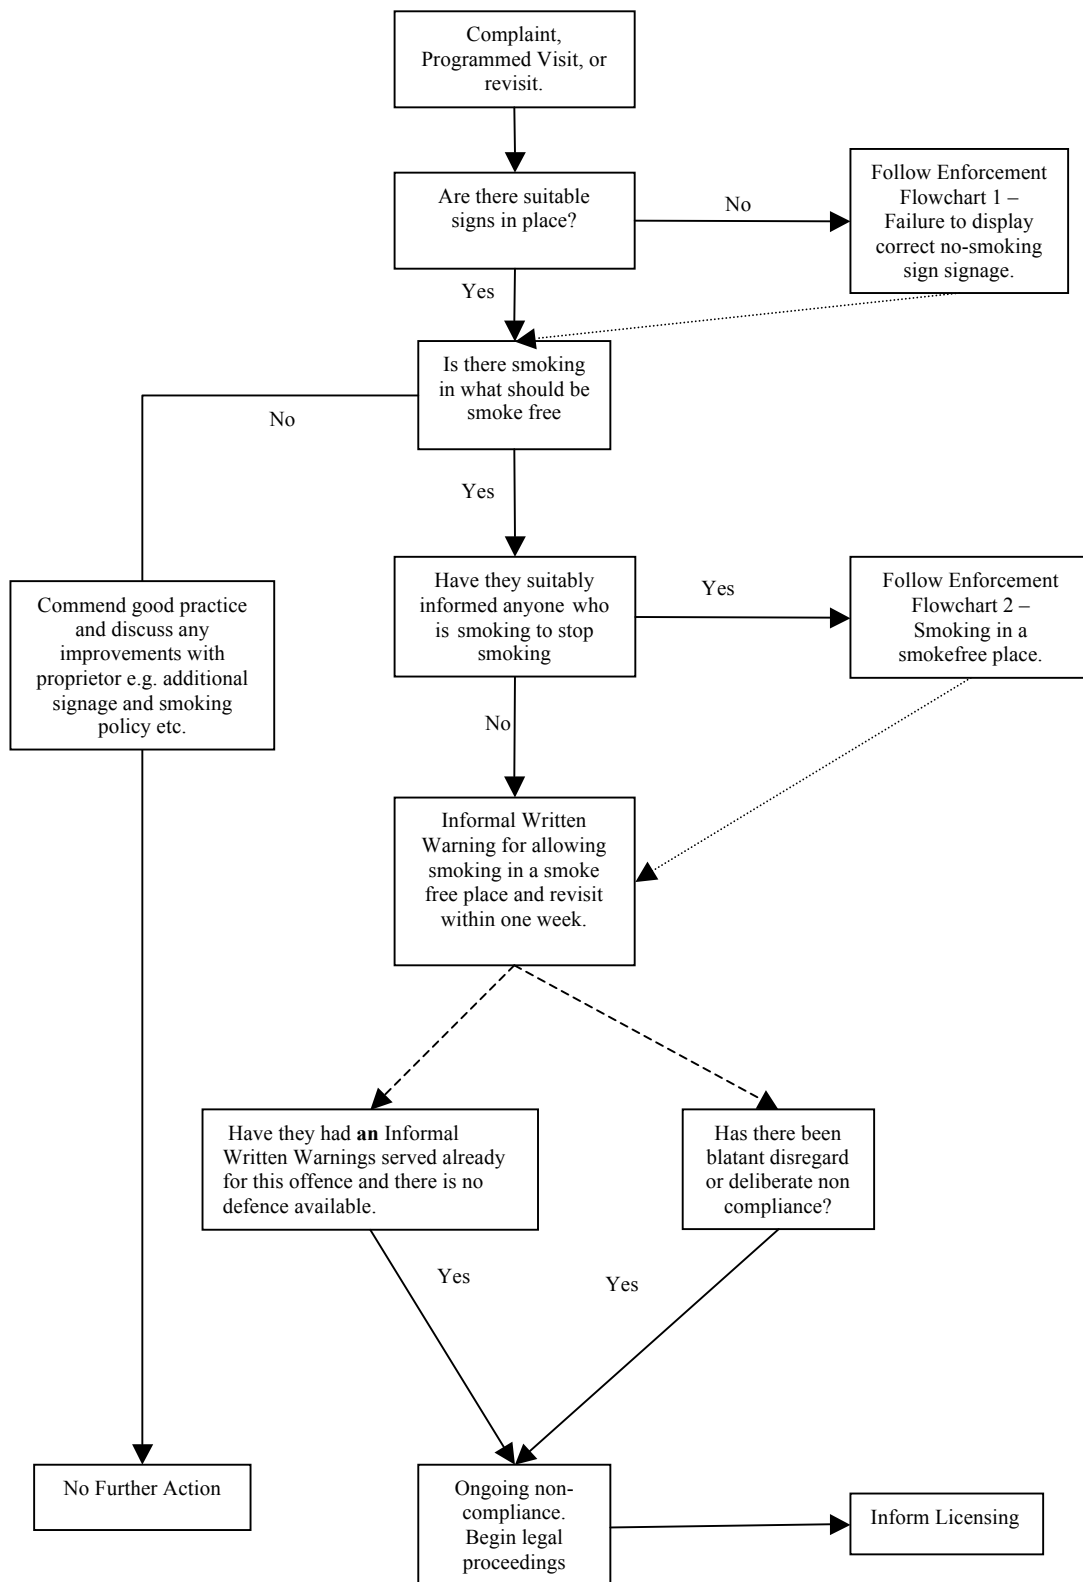 Complaint,
Programmed Visit, or
revisit.
Are there suitable
signs in place?
No
Follow Enforcement
Flowchart 1 –
Failure to display
correct no-smoking
sign signage.
Yes
Is there smoking
in what should be
smoke free
No
Yes
Have they suitably
informed anyone who
is smoking to stop
smoking
Yes
Follow Enforcement
Flowchart 2 –
Smoking in a
smokefree place.
Commend good practice
and discuss any
improvements with
proprietor e.g. additional
signage and smoking
policy etc.
No
Informal Written
Warning for allowing
smoking in a smoke
free place and revisit
within one week.
Have they had an Informal
Written Warnings served already
for this offence and there is no
defence available.
Has there been
blatant disregard
or deliberate non
compliance?
Yes
Yes
No Further Action
Ongoing non-
compliance.
Begin legal
proceedings
Inform Licensing